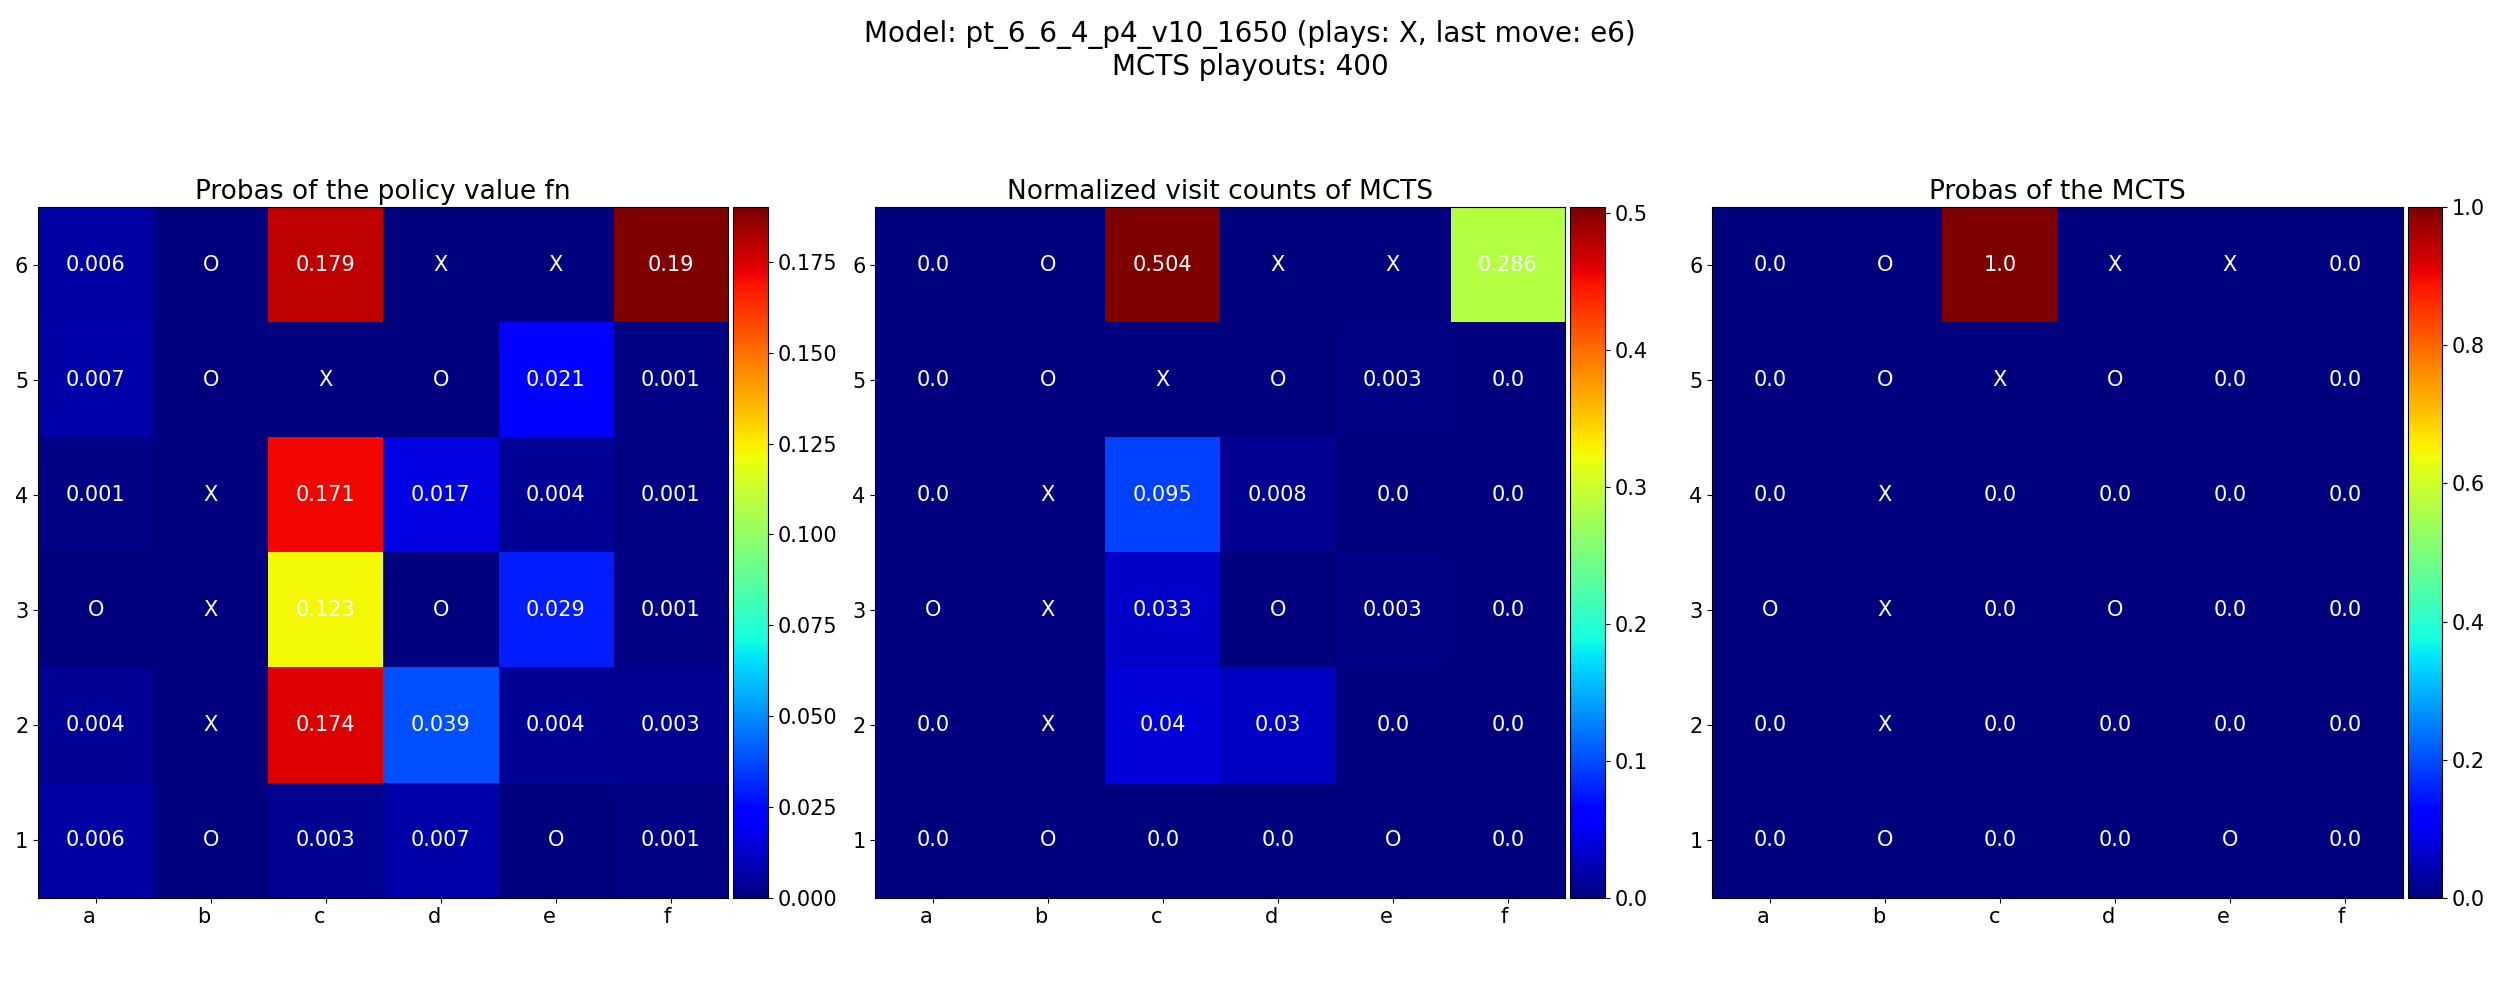 Model: pt_6_6_4_p4_v10_1650 (plays: X, last move: e6)
MCTS playouts: 400
Probas of the policy value fn
6 0.006 O 0.179 X X 0.19
5 0.007 O X O 0.021 0.001
4 0.001 X 0.171 0.017 0.004 0.001
3 O X 0.123 O 0.029 0.001
2 0.004 X 0.174 0.039 0.004 0.003
1 0.006 O 0.003 0.007 O 0.001
a b c d e f
0.175
0.150
0.125
0.100
0.075
0.050
0.025
0.000
Normalized visit counts of MCTS
6 0.0 O 0.504 X X 0.286
5 0.0 O X O 0.003 0.0
4 0.0 X 0.095 0.008 0.0 0.0
3 O X 0.033 O 0.003 0.0
2 0.0 X 0.04 0.03 0.0 0.0
1 0.0 O 0.0 0.0 O 0.0
a b c d e f
0.5
0.4
0.3
0.2
0.1
0.0
Probas of the MCTS
6 0.0 O 1.0 X X 0.0
5 0.0 O X O 0.0 0.0
4 0.0 X 0.0 0.0 0.0 0.0
3 O X 0.0 O 0.0 0.0
2 0.0 X 0.0 0.0 0.0 0.0
1 0.0 O 0.0 0.0 O 0.0
a b c d e f
1.0
0.8
0.6
0.4
0.2
0.0